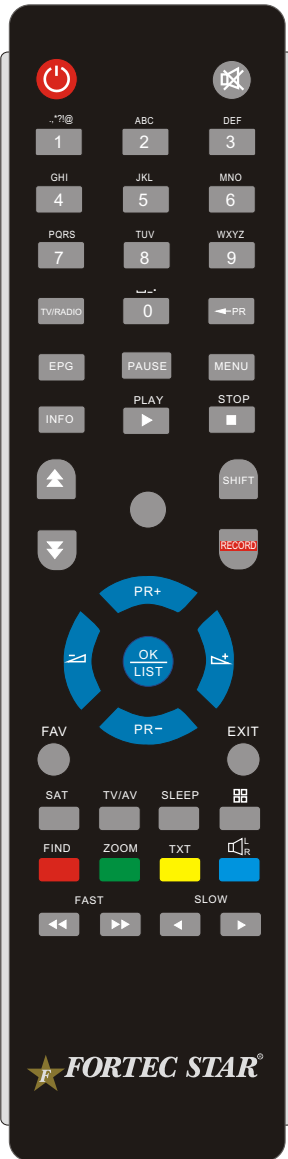 .,*?!@ ABC DEF
1 2 3
GHI JKL MNO
4 5 6
PQRS TUV WXYZ
7 8 9
TV/RADIO 0 PR
EPG PAUSE MENU
PLAY STOP
INFO
SHIFT
RECORD
PR+
- OK +
LIST
PR-
FAV EXIT
SAT TV/AV SLEEP
FIND ZOOM TXT L
R
FAST SLOW
F FORTEC STAR®